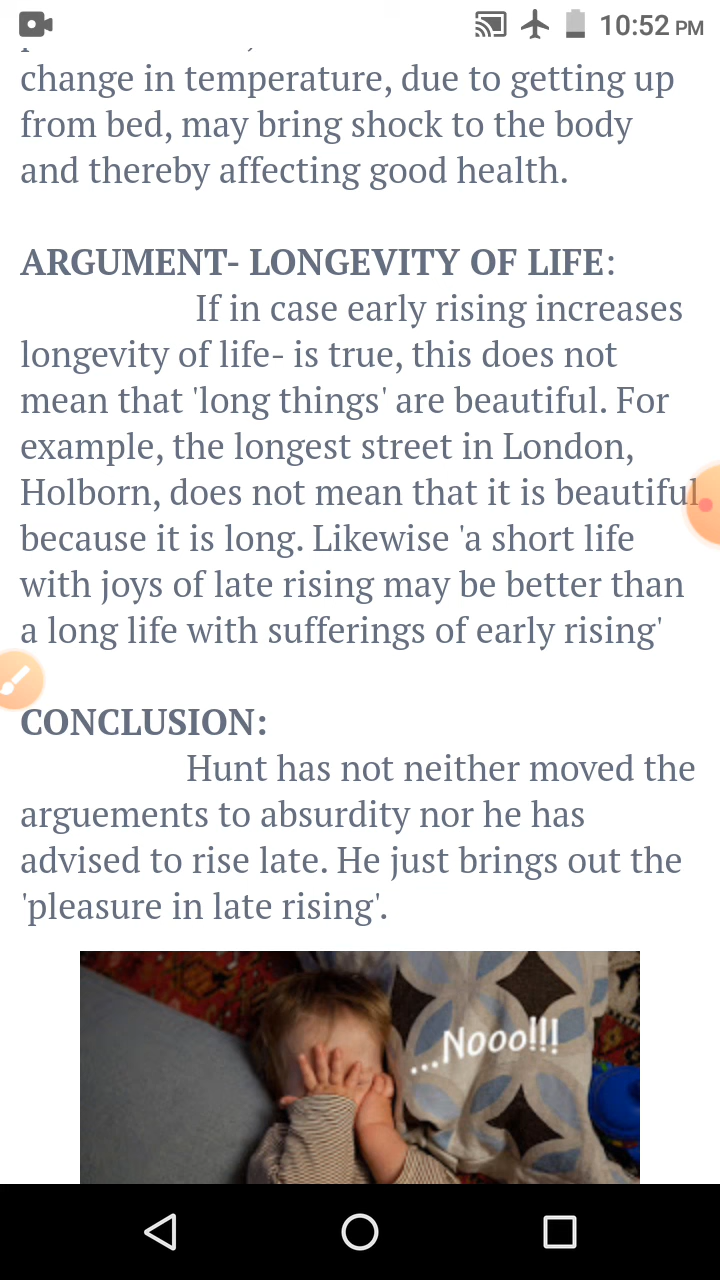 10:52 PM
change in temperature, due to getting up
from bed, may bring shock to the body
and thereby affecting good health.
ARGUMENT- LONGEVITY OF LIFE:
If in case early rising increases
longevity of life- is true, this does not
mean that 'long things' are beautiful. For
example, the longest street in London,
Holborn, does not mean that it is beautiful
because it is long. Likewise 'a short life
with joys of late rising may be better than
a long life with sufferings of early rising'
CONCLUSION:
Hunt has not neither moved the
arguements to absurdity nor he has
advised to rise late. He just brings out the
'pleasure in late rising'.
...Nooo!!!